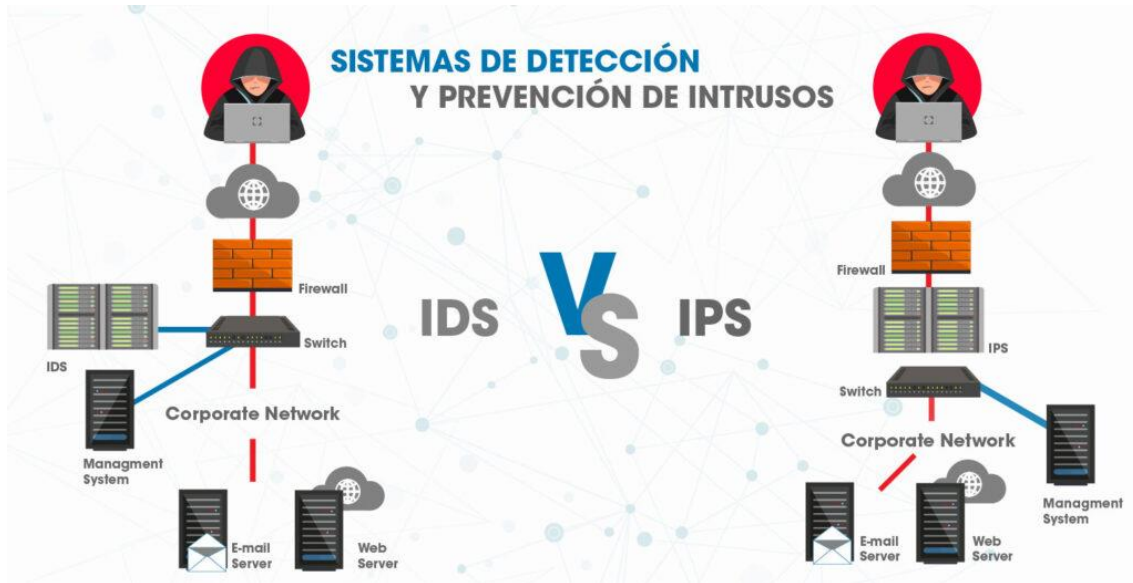 SISTEMAS DE DETECCIÓN
Y PREVENCIÓN DE INTRUSOS
Firewall
IDS
Switch
Corporate Network
Managment
System
E-mail
Server
Web
Server
IDS
VS
IPS
Firewall
IPS
Switch
Corporate Network
Managment
System
E-mail
Server
Web
Server